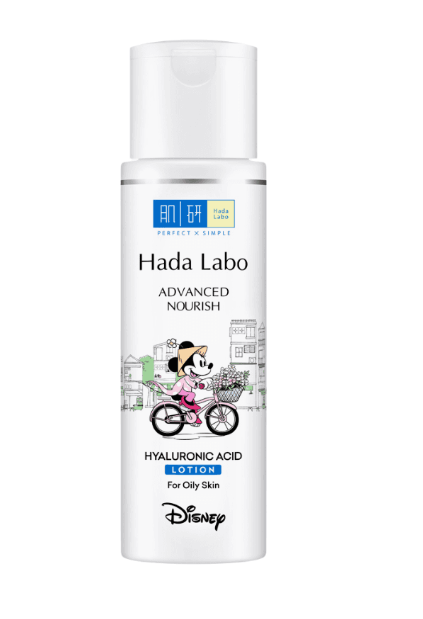 肌研
Hada
Labo
PERFECT × SIMPLE
Hada Labo
ADVANCED
NOURISH
HYALURONIC ACID
LOTION
For Oily Skin
Disney